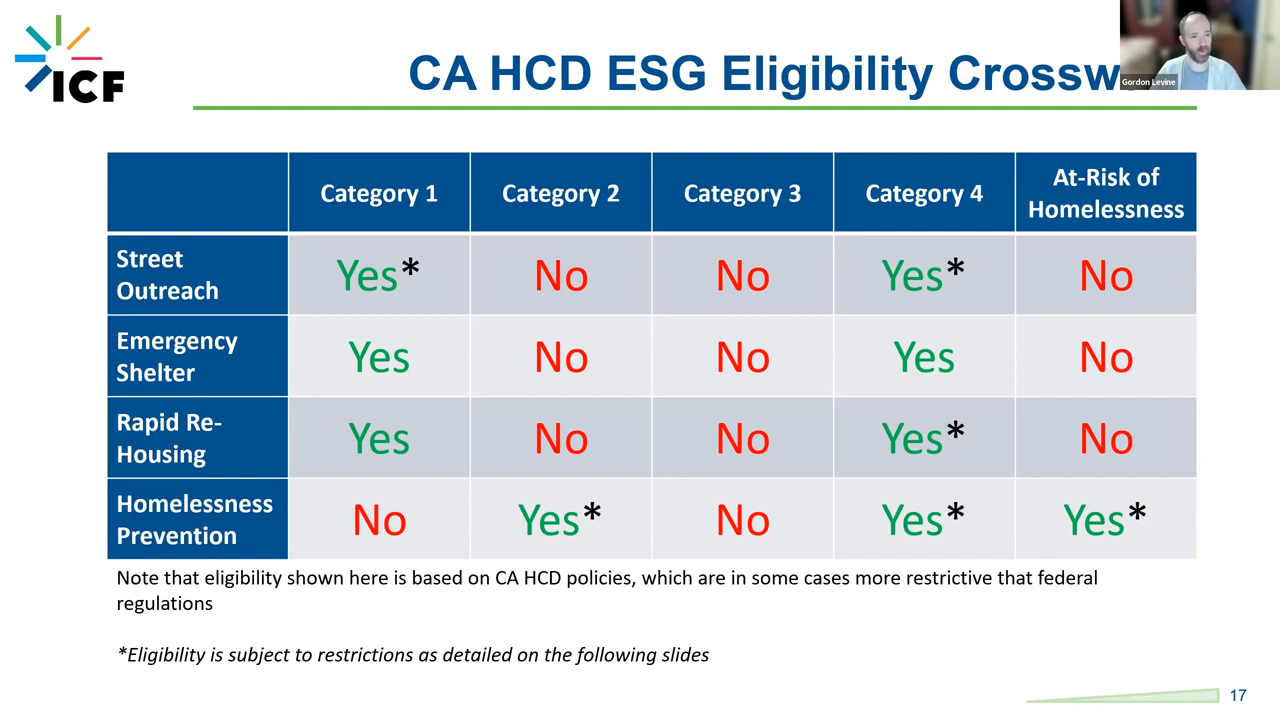 ICF
CA HCD ESG Eligibility Crossw
Gordon Levine
Category 1 Category 2 Category 3 Category 4 At-Risk of Homelessness
Street Outreach Yes* No No Yes* No
Emergency Shelter Yes No No Yes No
Rapid Re-Housing Yes No No Yes* No
Homelessness Prevention No Yes* No Yes* Yes*
Note that eligibility shown here is based on CA HCD policies, which are in some cases more restrictive that federal
regulations
*Eligibility is subject to restrictions as detailed on the following slides
17